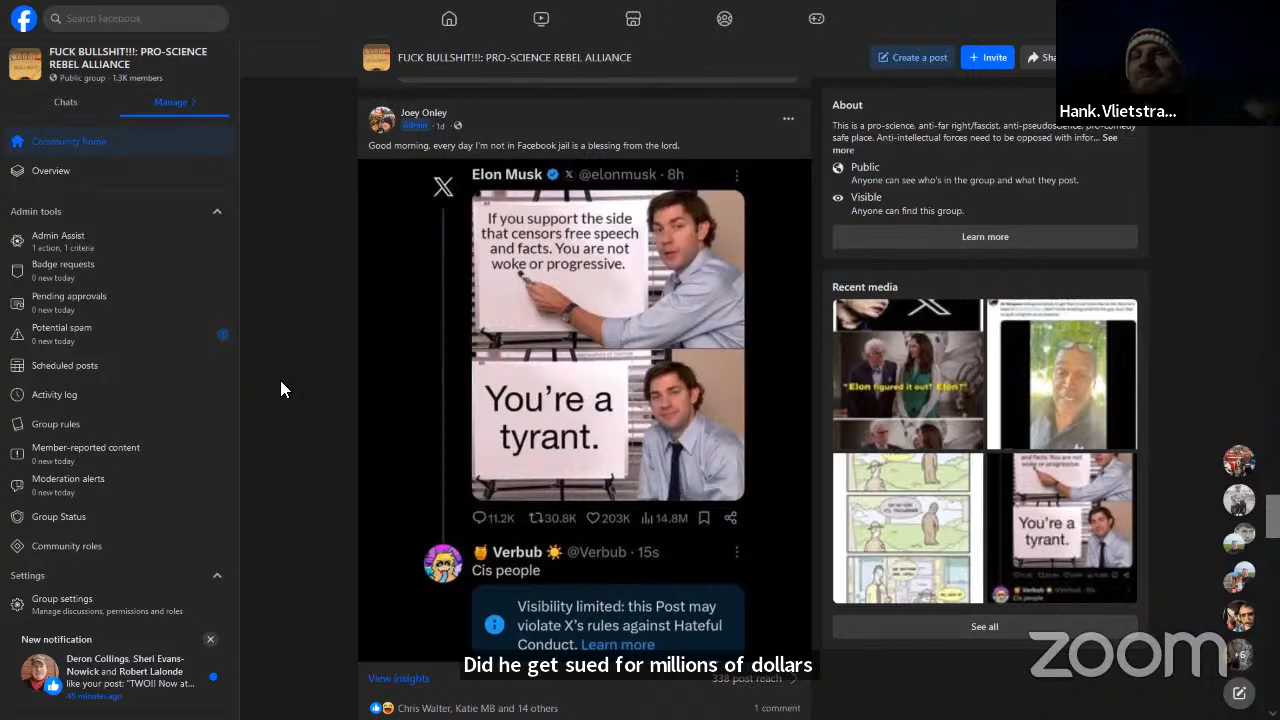 Search Facebook
FUCK BULLSHIT!!!: PRO-SCIENCE
REBEL ALLIANCE
Public group · 1.3K members
Chats
Manage 7
Community home
Overview
Admin tools
Admin Assist
1 action, 1 criteria
Badge requests
0 new today
Pending approvals
0 new today
Potential spam
0 new today
1
Scheduled posts
Activity log
Group rules
Member-reported content
0 new today
Moderation alerts
0 new today
Group Status
Community roles
Settings
Group settings
Manage discussions, permissions and roles
New notification
Deron Collings, Sheri Evans-
Nowick and Robert Lalonde
like your post: "TWO!! Now at...
49 minutes ago
FUCK BULLSHIT!!!: PRO-SCIENCE REBEL ALLIANCE
Create a post
+ Invite
Sha
Joey Onley
Admin · 1d ·
Good morning, every day I'm not in Facebook jail is a blessing from the lord.
Elon Musk X @elonmusk · 8h
If you support the side
that censors free speech
and facts. You are not
woke or progressive.
You're a
tyrant.
11.2K 30.8K 203K 14.8M
Verbub @Verbub · 15s
Cis people
Visibility limited: this Post may
violate X's rules against Hateful
Conduct. Learn more
Did he get sued for millions of dollars
View insights
338 post reach
Chris Walter, Katie MB and 14 others
1 comment
Hank.Vlietstra...
About
This is a pro-science, anti-far right/fascist, anti-pseudoscience, pro-comedy
safe place. Anti-intellectual forces need to be opposed with infor... See
more
Public
Anyone can see who's in the group and what they post.
Visible
Anyone can find this group.
Learn more
Recent media
"Elon figured it out? Elon?"
and facts. You are not
woke or progressive.
You're a
tyrant.
Cis people
See all
+6
zoom